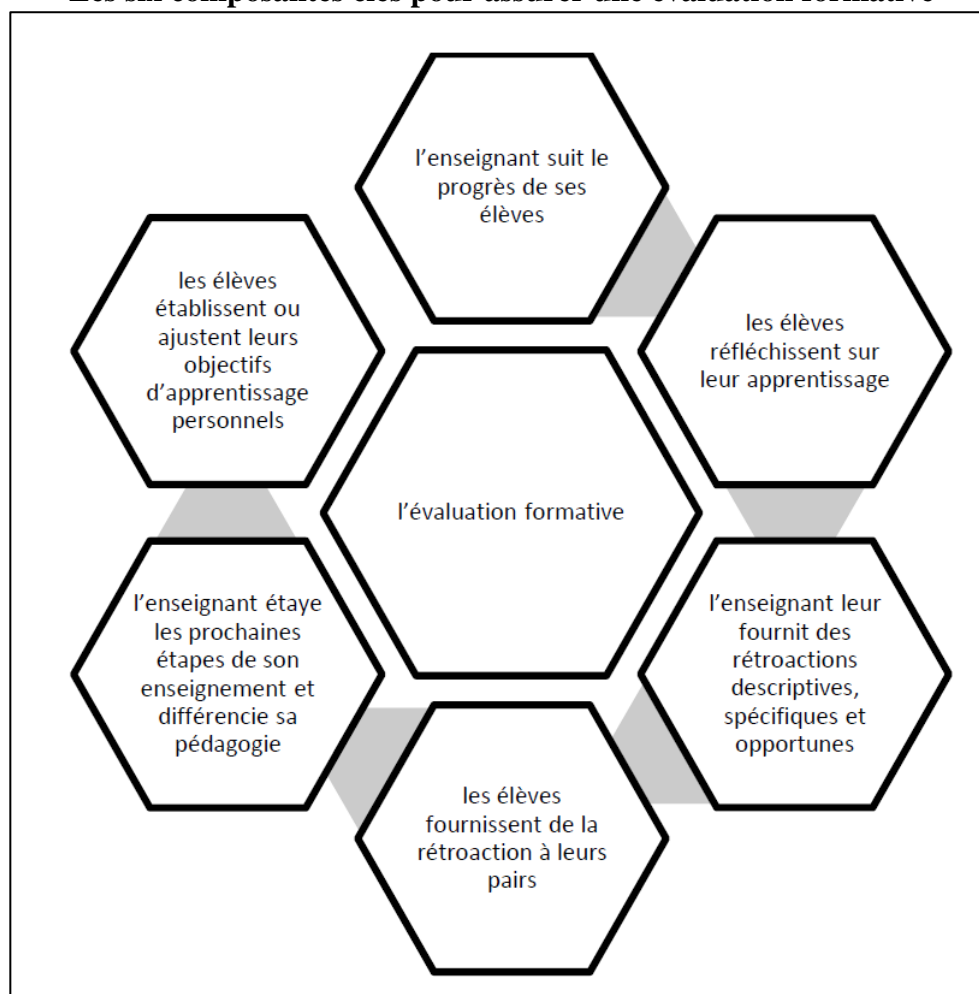 Les six composantes clés pour assurer une évaluation formative
l’enseignant suit le
progrès de ses
élèves
les élèves
réfléchissent sur
leur apprentissage
l’enseignant leur
fournit des
rétroactions
descriptives,
spécifiques et
opportunes
les élèves
fournissent de la
rétroaction à leurs
pairs
l’enseignant étaye
les prochaines
étapes de son
enseignement et
différencie sa
pédagogie
les élèves
établissent ou
ajustent leurs
objectifs
d’apprentissage
personnels
l’évaluation formative